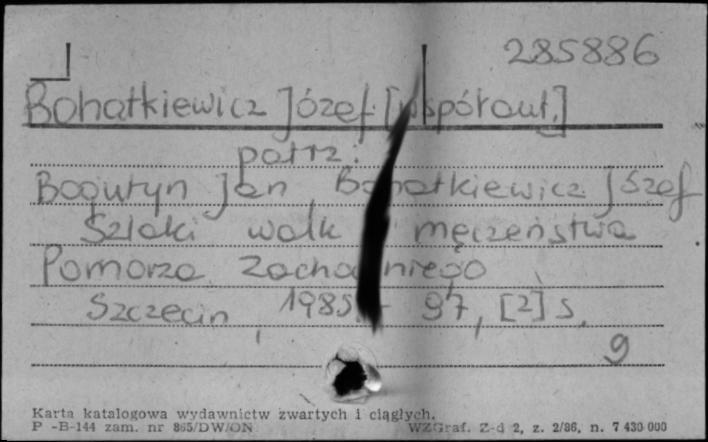 285886
Bohatkiewicz Józef [współaut.]
patrz:
Bogutyn Jan Bohatkiewicz Józef
Szlaki walk i męczeństwa
Pomorza Zachodniego
Szczecin, 1985. - 97, [2] s.
g
Karta katalogowa wydawnictw zwartych i ciągłych.
P -B-144 zam. nr 865/DW/ON WZGraf. Z-d 2, z. 2/86, n. 7 430 000